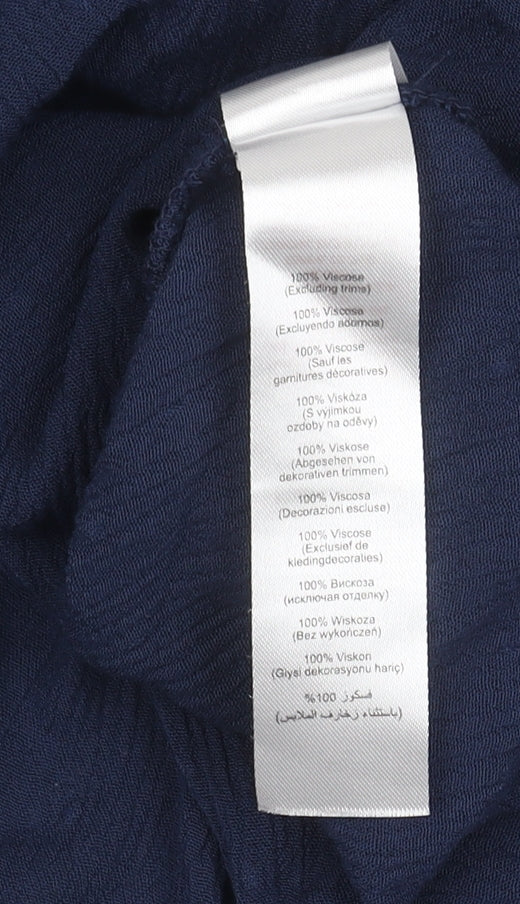 100% Viscose
(Excluding trims)
100% Viscosa
(Excluyendo adornos)
100% Viscose
(Sauf les
garnitures décoratives)
100% Viskóza
(S výjimkou
ozdoby na oděvy)
100% Viskose
(Abgesehen von
dekorativen trimmen)
100% Viscosa
(Decorazioni escluse)
100% Viscose
(Exclusief de
kledingdecoraties)
100% Вискоза
(исключая отделку)
100% Wiskoza
(Bez wykończeń)
100% Viskon
(Giysi dekorasyonu hariç)
فسكوز 100%
(باستثناء زخارف الملابس)